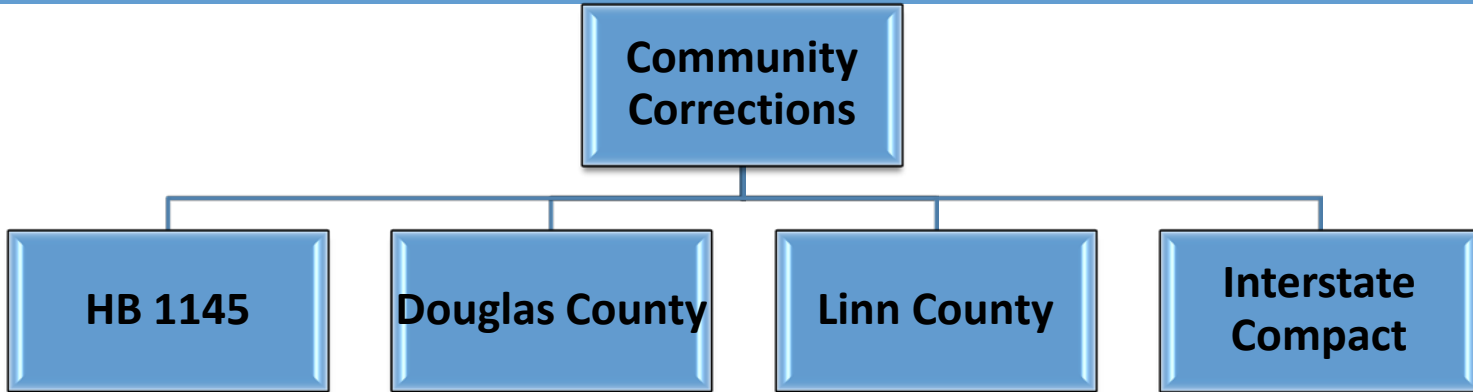 Community
Corrections
HB 1145
Douglas County
Linn County
Interstate
Compact